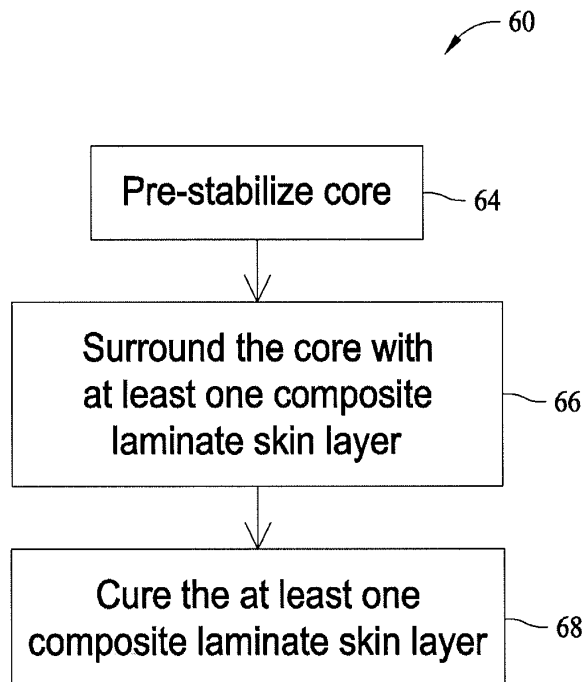 60
Pre-stabilize core
64
Surround the core with
at least one composite
laminate skin layer
66
Cure the at least one
composite laminate skin layer
68